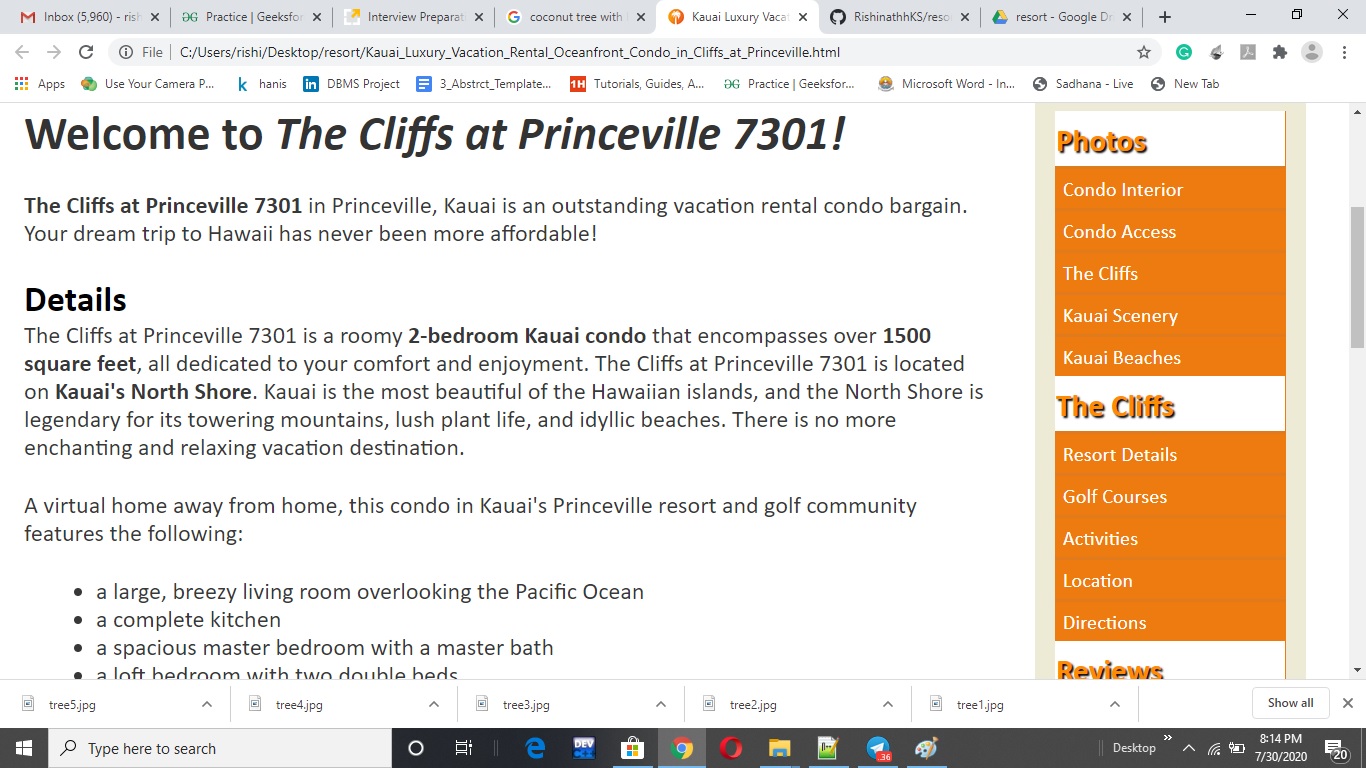 Inbox (5,960) - rish
Practice | Geeksfor
Interview Preparati
coconut tree with
Kauai Luxury Vacat
RishinathhKS/reso
resort - Google Dr
File
C:/Users/rishi/Desktop/resort/Kauai_Luxury_Vacation_Rental_Oceanfront_Condo_in_Cliffs_at_Princeville.html
Apps
Use Your Camera P...
hanis
DBMS Project
3_Abstrct_Template...
Tutorials, Guides, A...
Practice | Geeksfor...
Microsoft Word - In...
Sadhana - Live
New Tab
Welcome to The Cliffs at Princeville 7301!
The Cliffs at Princeville 7301 in Princeville, Kauai is an outstanding vacation rental condo bargain.
Your dream trip to Hawaii has never been more affordable!
Details
The Cliffs at Princeville 7301 is a roomy 2-bedroom Kauai condo that encompasses over 1500
square feet, all dedicated to your comfort and enjoyment. The Cliffs at Princeville 7301 is located
on Kauai's North Shore. Kauai is the most beautiful of the Hawaiian islands, and the North Shore is
legendary for its towering mountains, lush plant life, and idyllic beaches. There is no more
enchanting and relaxing vacation destination.
A virtual home away from home, this condo in Kauai's Princeville resort and golf community
features the following:
• a large, breezy living room overlooking the Pacific Ocean
• a complete kitchen
• a spacious master bedroom with a master bath
• a loft bedroom with two double beds
Photos
Condo Interior
Condo Access
The Cliffs
Kauai Scenery
Kauai Beaches
The Cliffs
Resort Details
Golf Courses
Activities
Location
Directions
Reviews
tree5.jpg
tree4.jpg
tree3.jpg
tree2.jpg
tree1.jpg
Show all
Type here to search
DEV
36
Desktop
8:14 PM
7/30/2020
20